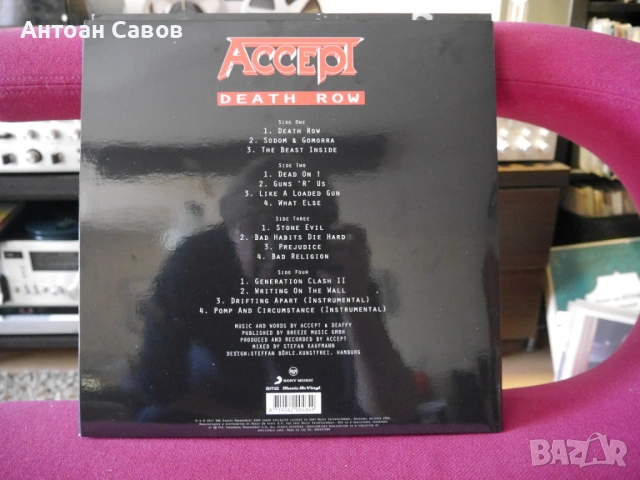 Антоан Савов
ACCEPT
DEATH ROW
SIDE ONE
1. DEATH ROW
2. SODOM & GOMORRA
3. THE BEAST INSIDE
SIDE TWO
1. DEAD ON !
2. GUNS 'R' US
3. LIKE A LOADED GUN
4. WHAT ELSE
SIDE THREE
1. STONE EVIL
2. BAD HABITS DIE HARD
3. PREJUDICE
4. BAD RELIGION
SIDE FOUR
1. GENERATION CLASH II
2. WRITING ON THE WALL
3. DRIFTING APART (INSTRUMENTAL)
4. POMP AND CIRCUMSTANCE (INSTRUMENTAL)
MUSIC AND WORDS BY ACCEPT & DEAFFY
PUBLISHED BY BREEZE MUSIC GMBH
PRODUCED AND RECORDED BY ACCEPT
MIXED BY STEFAN KAUFMANN
DESIGN:STEFFAN BÖHLE.KUNSTFREI. HAMBURG
SONY MUSIC
BMG Music On Vinyl
BAZAR
bg